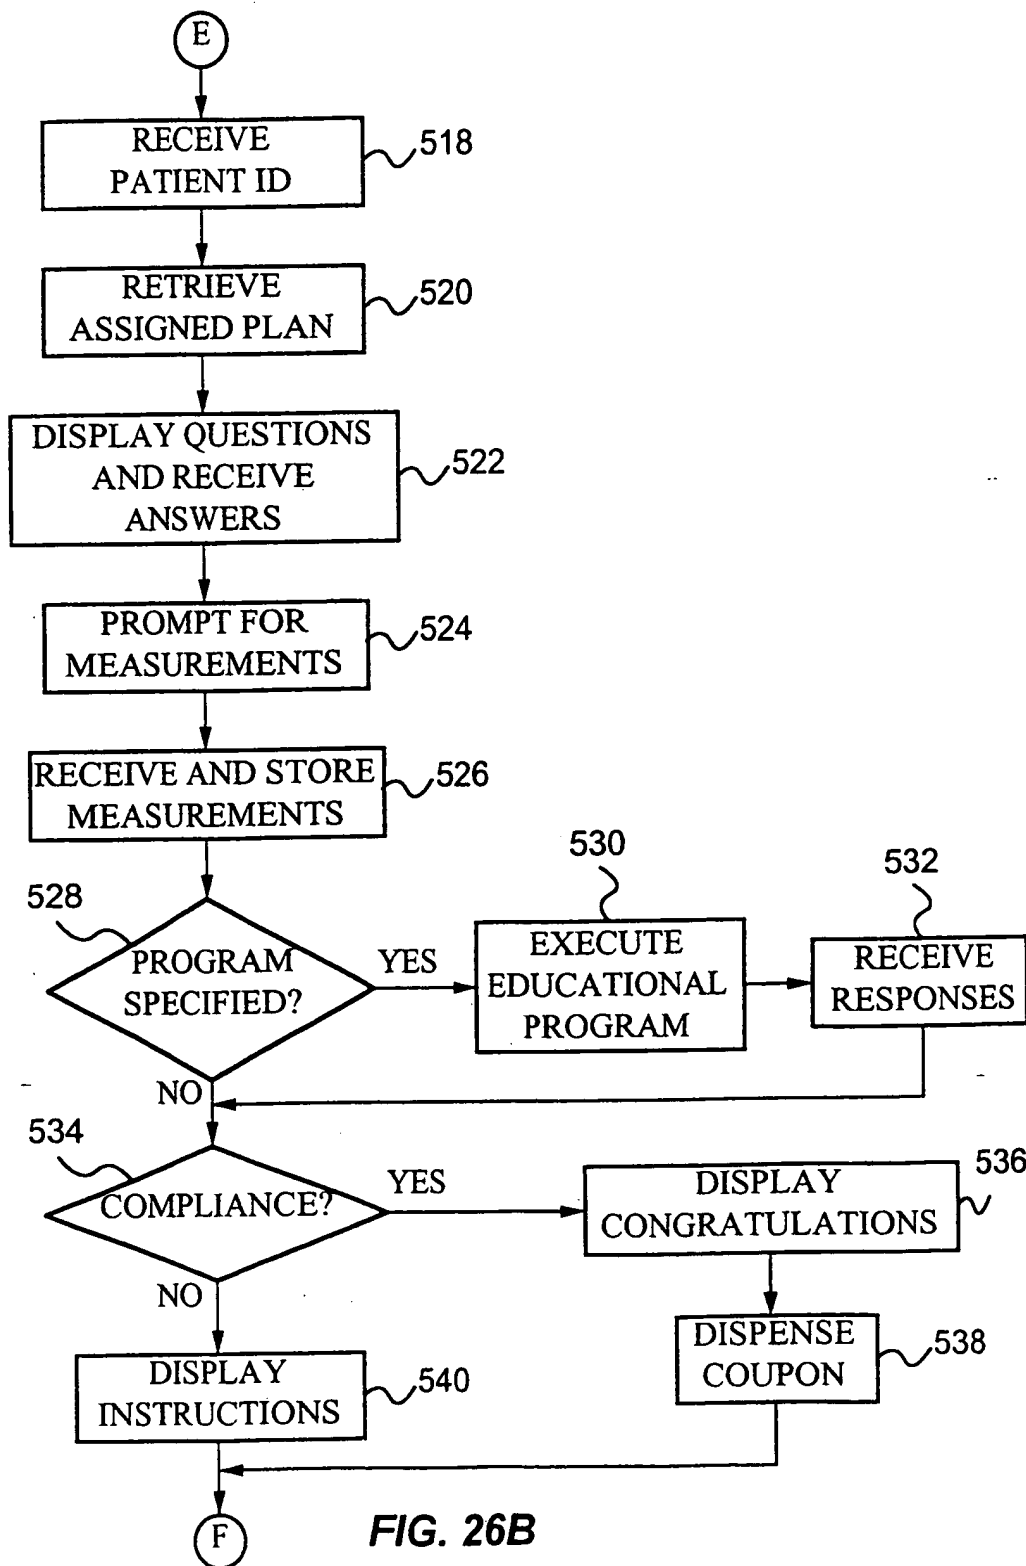 E
RECEIVE
PATIENT ID
518
RETRIEVE
ASSIGNED PLAN
520
DISPLAY QUESTIONS
AND RECEIVE
ANSWERS
522
PROMPT FOR
MEASUREMENTS
524
RECEIVE AND STORE
MEASUREMENTS
526
528
PROGRAM
SPECIFIED?
YES
530
EXECUTE
EDUCATIONAL
PROGRAM
532
RECEIVE
RESPONSES
NO
534
COMPLIANCE?
YES
DISPLAY
CONGRATULATIONS
536
NO
DISPENSE
COUPON
538
DISPLAY
INSTRUCTIONS
540
F
FIG. 26B